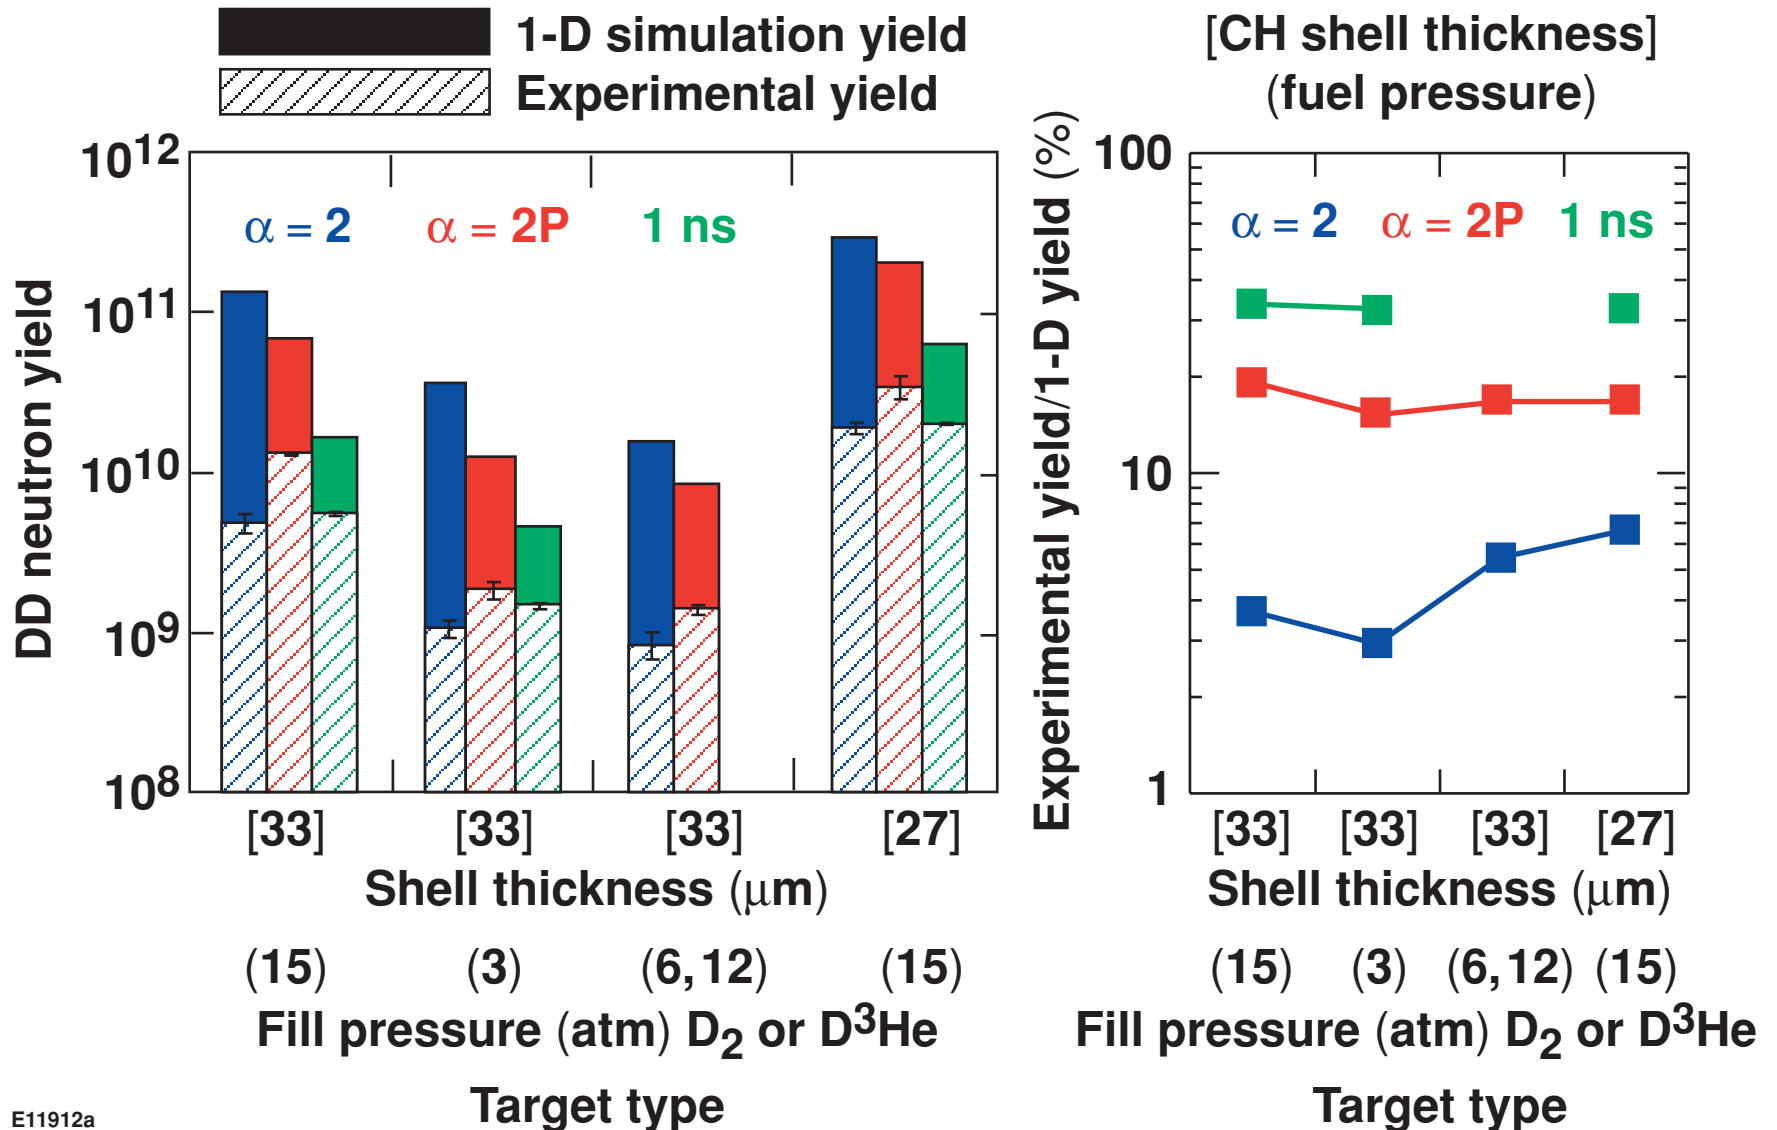 1-D simulation yield
Experimental yield
DD neutron yield
10¹²
10¹¹
10¹⁰
10⁹
10⁸
α = 2 α = 2P 1 ns
[33] [33] [33] [27]
Shell thickness (μm)
(15) (3) (6,12) (15)
Fill pressure (atm) D₂ or D³He
Target type
[CH shell thickness]
(fuel pressure)
Experimental yield/1-D yield (%)
100
10
1
α = 2 α = 2P 1 ns
[33] [33] [33] [27]
Shell thickness (μm)
(15) (3) (6,12) (15)
Fill pressure (atm) D₂ or D³He
Target type
E11912a